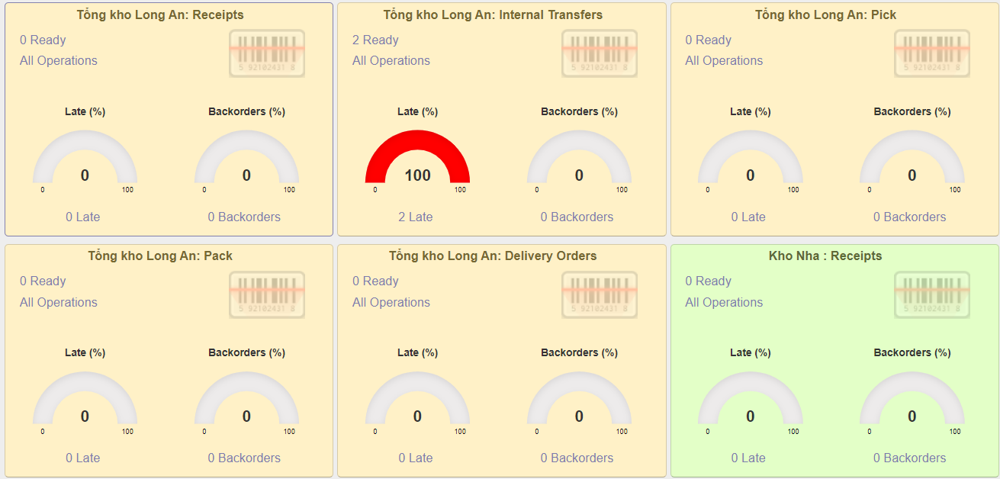 Tổng kho Long An: Receipts
0 Ready
All Operations
5 92102431 8
Late (%)
Backorders (%)
0
0 100
0
0 100
0 Late
0 Backorders
Tổng kho Long An: Internal Transfers
2 Ready
All Operations
5 92102431 8
Late (%)
Backorders (%)
100
0 100
0
0 100
2 Late
0 Backorders
Tổng kho Long An: Pick
0 Ready
All Operations
5 92102431 8
Late (%)
Backorders (%)
0
0 100
0
0 100
0 Late
0 Backorders
Tổng kho Long An: Pack
0 Ready
All Operations
5 92102431 8
Late (%)
Backorders (%)
0
0 100
0
0 100
0 Late
0 Backorders
Tổng kho Long An: Delivery Orders
0 Ready
All Operations
5 92102431 8
Late (%)
Backorders (%)
0
0 100
0
0 100
0 Late
0 Backorders
Kho Nha : Receipts
0 Ready
All Operations
5 92102431 8
Late (%)
Backorders (%)
0
0 100
0
0 100
0 Late
0 Backorders